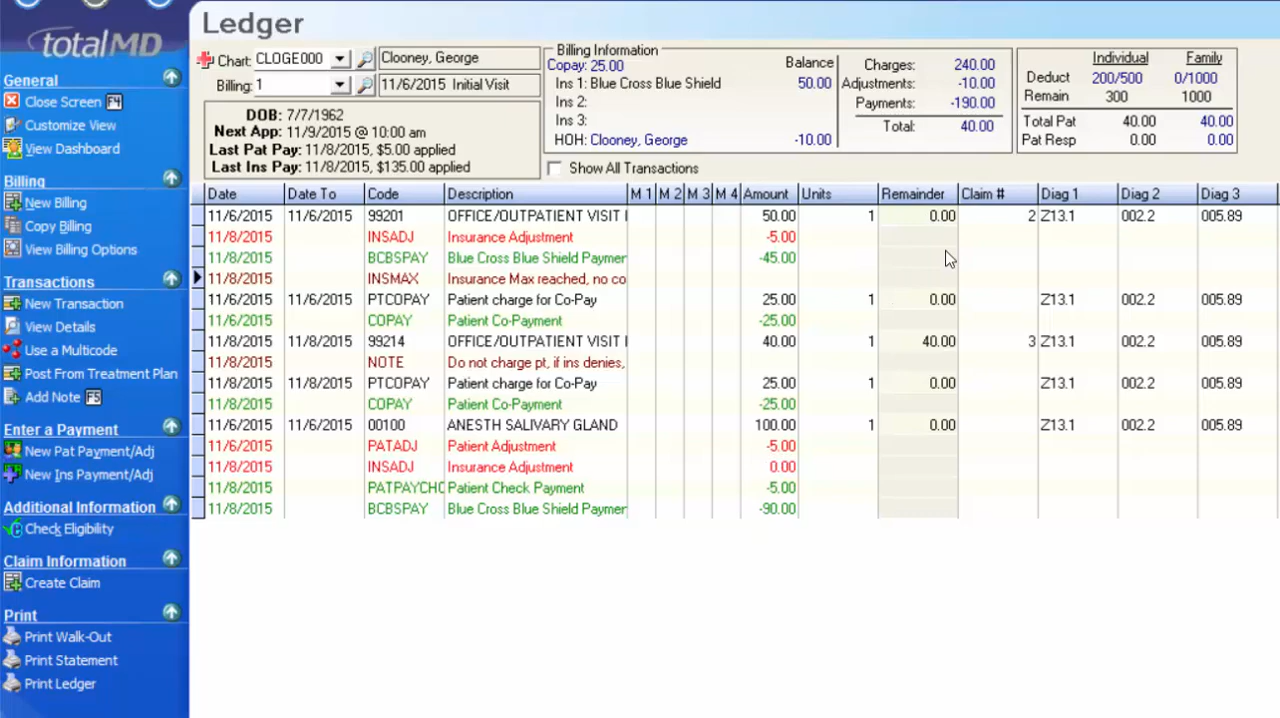 totalMD
General
Close Screen F4
Customize View
View Dashboard
Billing
New Billing
Copy Billing
View Billing Options
Transactions
New Transaction
View Details
Use a Multicode
Post From Treatment Plan
Add Note F5
Enter a Payment
New Pat Payment/Adj
New Ins Payment/Adj
Additional Information
Check Eligibility
Claim Information
Create Claim
Print
Print Walk-Out
Print Statement
Print Ledger
Ledger
Chart: CLOGE000 Clooney, George
Billing: 1 11/6/2015 Initial Visit
DOB: 7/7/1962
Next App: 11/9/2015 @ 10:00 am
Last Pat Pay: 11/8/2015, $5.00 applied
Last Ins Pay: 11/8/2015, $135.00 applied
Billing Information
Copay: 25.00 Balance
Ins 1: Blue Cross Blue Shield 50.00
Ins 2:
Ins 3:
HOH: Clooney, George -10.00
Charges: 240.00
Adjustments: -10.00
Payments: -190.00
Total: 40.00
Individual Family
Deduct 200/500 0/1000
Remain 300 1000
Total Pat 40.00 40.00
Pat Resp 0.00 0.00
Show All Transactions
Date Date To Code Description M 1 M 2 M 3 M 4 Amount Units Remainder Claim # Diag 1 Diag 2 Diag 3
11/6/2015 11/6/2015 99201 OFFICE/OUTPATIENT VISIT 50.00 1 0.00 2 Z13.1 002.2 005.89
11/8/2015 INSADJ Insurance Adjustment -5.00
11/8/2015 BCBSPAY Blue Cross Blue Shield Paymer -45.00
11/8/2015 INSMAX Insurance Max reached, no co
11/6/2015 11/6/2015 PTCOPAY Patient charge for Co-Pay 25.00 1 0.00 Z13.1 002.2 005.89
11/6/2015 COPAY Patient Co-Payment -25.00
11/8/2015 11/8/2015 99214 OFFICE/OUTPATIENT VISIT 40.00 1 40.00 3 Z13.1 002.2 005.89
11/8/2015 NOTE Do not charge pt, if ins denies,
11/8/2015 11/8/2015 PTCOPAY Patient charge for Co-Pay 25.00 1 0.00 Z13.1 002.2 005.89
11/8/2015 COPAY Patient Co-Payment -25.00
11/6/2015 11/6/2015 00100 ANESTH SALIVARY GLAND 100.00 1 0.00 Z13.1 002.2 005.89
11/6/2015 PATADJ Patient Adjustment -5.00
11/8/2015 INSADJ Insurance Adjustment 0.00
11/8/2015 PATPAYCHC Patient Check Payment -5.00
11/8/2015 BCBSPAY Blue Cross Blue Shield Paymer -90.00